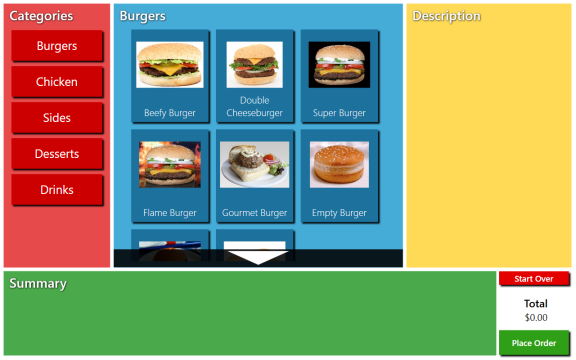 Categories
Burgers
Chicken
Sides
Desserts
Drinks
Burgers
Beefy Burger
Double
Cheeseburger
Super Burger
Flame Burger
Gourmet Burger
Empty Burger
Description
Summary
Start Over
Total
$0.00
Place Order